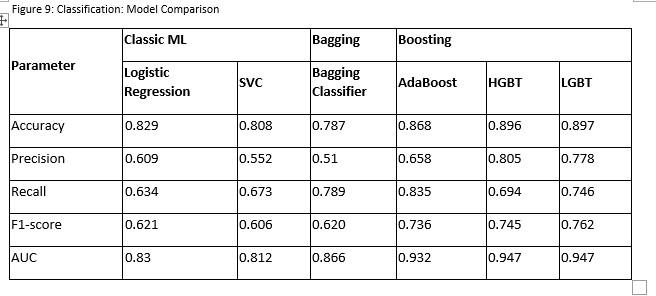 Figure 9: Classification: Model Comparison
Parameter Classic ML Bagging Boosting
Logistic Regression SVC Bagging Classifier AdaBoost HGBT LGBT
Accuracy 0.829 0.808 0.787 0.868 0.896 0.897
Precision 0.609 0.552 0.51 0.658 0.805 0.778
Recall 0.634 0.673 0.789 0.835 0.694 0.746
F1-score 0.621 0.606 0.620 0.736 0.745 0.762
AUC 0.83 0.812 0.866 0.932 0.947 0.947